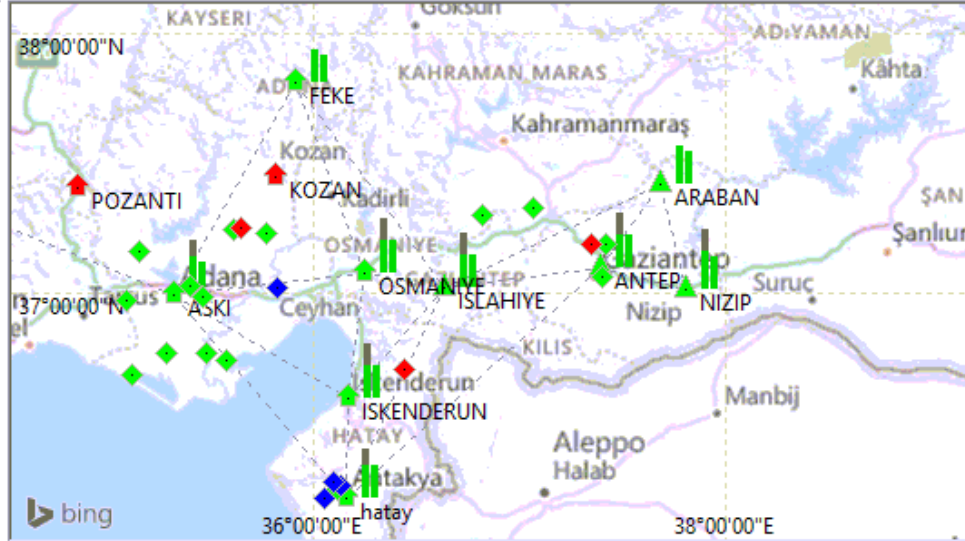 Göksun
KAYSERI
38°00'00"N
ADIYAMAN
FEKE
KAHRAMAN MARAS
Kâhta
Kahramanmaraş
Kozan
KOZAN
POZANTI
ARABAN
Kadirli
ŞAN
OSMANIYE
Şanlıur
Gaziantep
Adana
OSMANIYE
GAZIANTEP
ANTEP
NIZIP
Suruç
ISLAHIYE
37°00'00"N
ASKI
Ceyhan
Nizip
KILIS
Iskenderun
ISKENDERUN
Manbij
HATAY
Aleppo
Halab
Antakya
hatay
bing
36°00'00"E
38°00'00"E